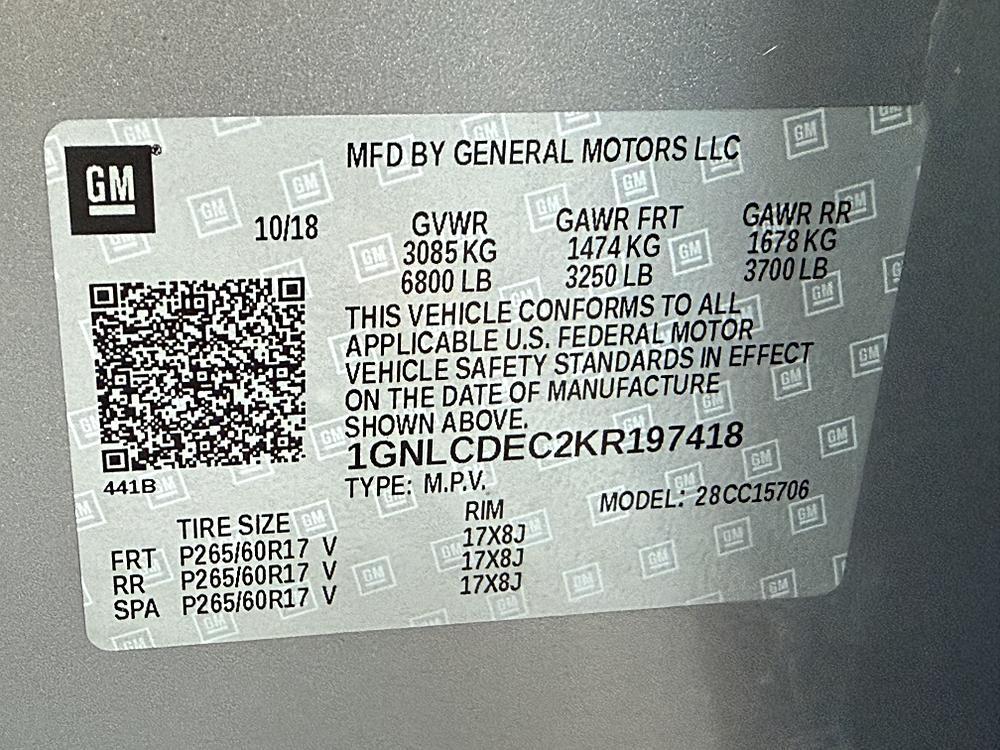 GM
MFD BY GENERAL MOTORS LLC
10/18 GVWR GAWR FRT GAWR RR
3085 KG 1474 KG 1678 KG
6800 LB 3250 LB 3700 LB
THIS VEHICLE CONFORMS TO ALL
APPLICABLE U.S. FEDERAL MOTOR
VEHICLE SAFETY STANDARDS IN EFFECT
ON THE DATE OF MANUFACTURE
SHOWN ABOVE.
1GNLCDEC2KR197418
441B
TYPE: M.P.V. MODEL: 28CC15706
TIRE SIZE RIM
FRT P265/60R17 V 17X8J
RR P265/60R17 V 17X8J
SPA P265/60R17 V 17X8J